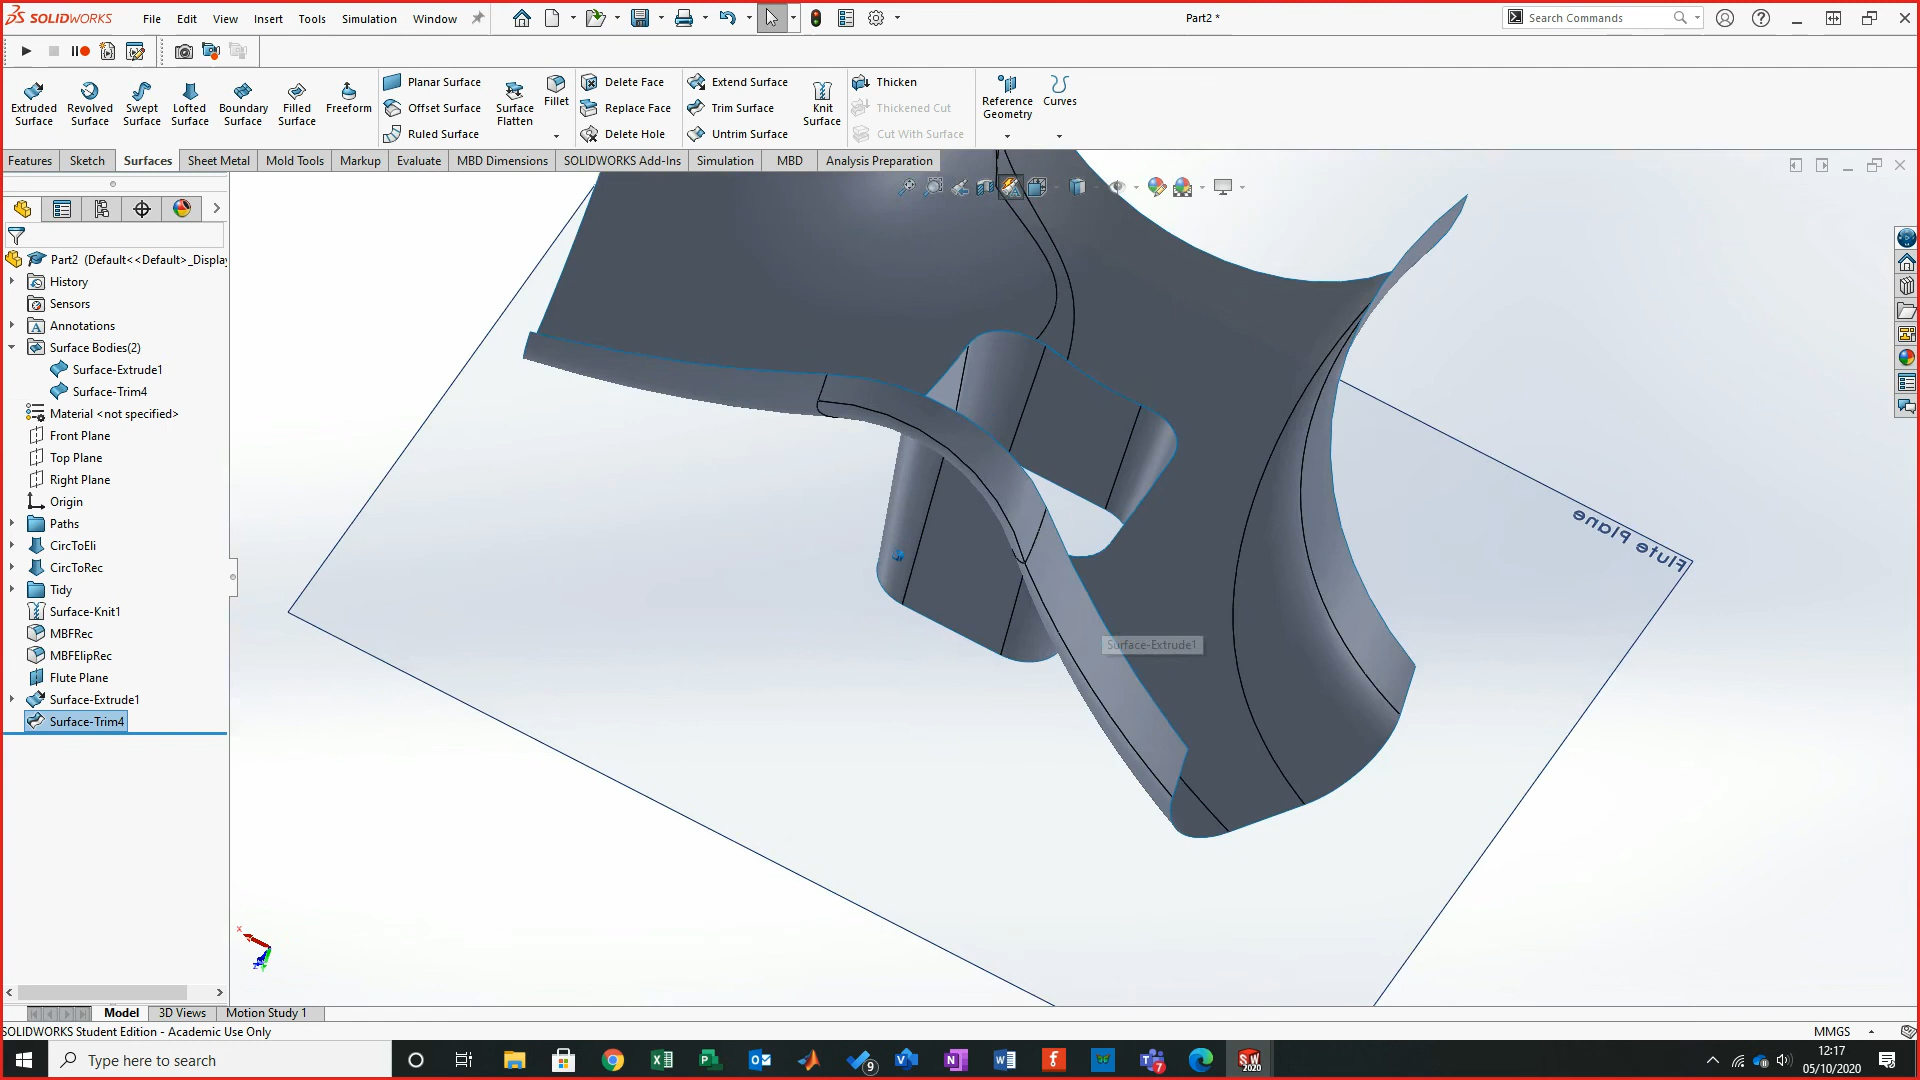 SOLIDWORKS File Edit View Insert Tools Simulation Window Part2 * Search Commands
Extruded Surface
Revolved Surface
Swept Surface
Lofted Surface
Boundary Surface
Filled Surface
Freeform
Planar Surface
Offset Surface
Ruled Surface
Surface Flatten
Fillet
Delete Face
Replace Face
Delete Hole
Extend Surface
Trim Surface
Untrim Surface
Knit Surface
Thicken
Thickened Cut
Cut With Surface
Reference Geometry
Curves
Features Sketch Surfaces Sheet Metal Mold Tools Markup Evaluate MBD Dimensions SOLIDWORKS Add-Ins Simulation MBD Analysis Preparation
Part2 (Default<<Default>_Display
History
Sensors
Annotations
Surface Bodies(2)
Surface-Extrude1
Surface-Trim4
Material <not specified>
Front Plane
Top Plane
Right Plane
Origin
Paths
CircToEli
CircToRec
Tidy
Surface-Knit1
MBFRec
MBFElipRec
Flute Plane
Surface-Extrude1
Surface-Trim4
Flute Plane
Surface-Extrude1
Model 3D Views Motion Study 1
SOLIDWORKS Student Edition - Academic Use Only
MMGS
Type here to search
9
7
SW 2020
12:17
05/10/2020